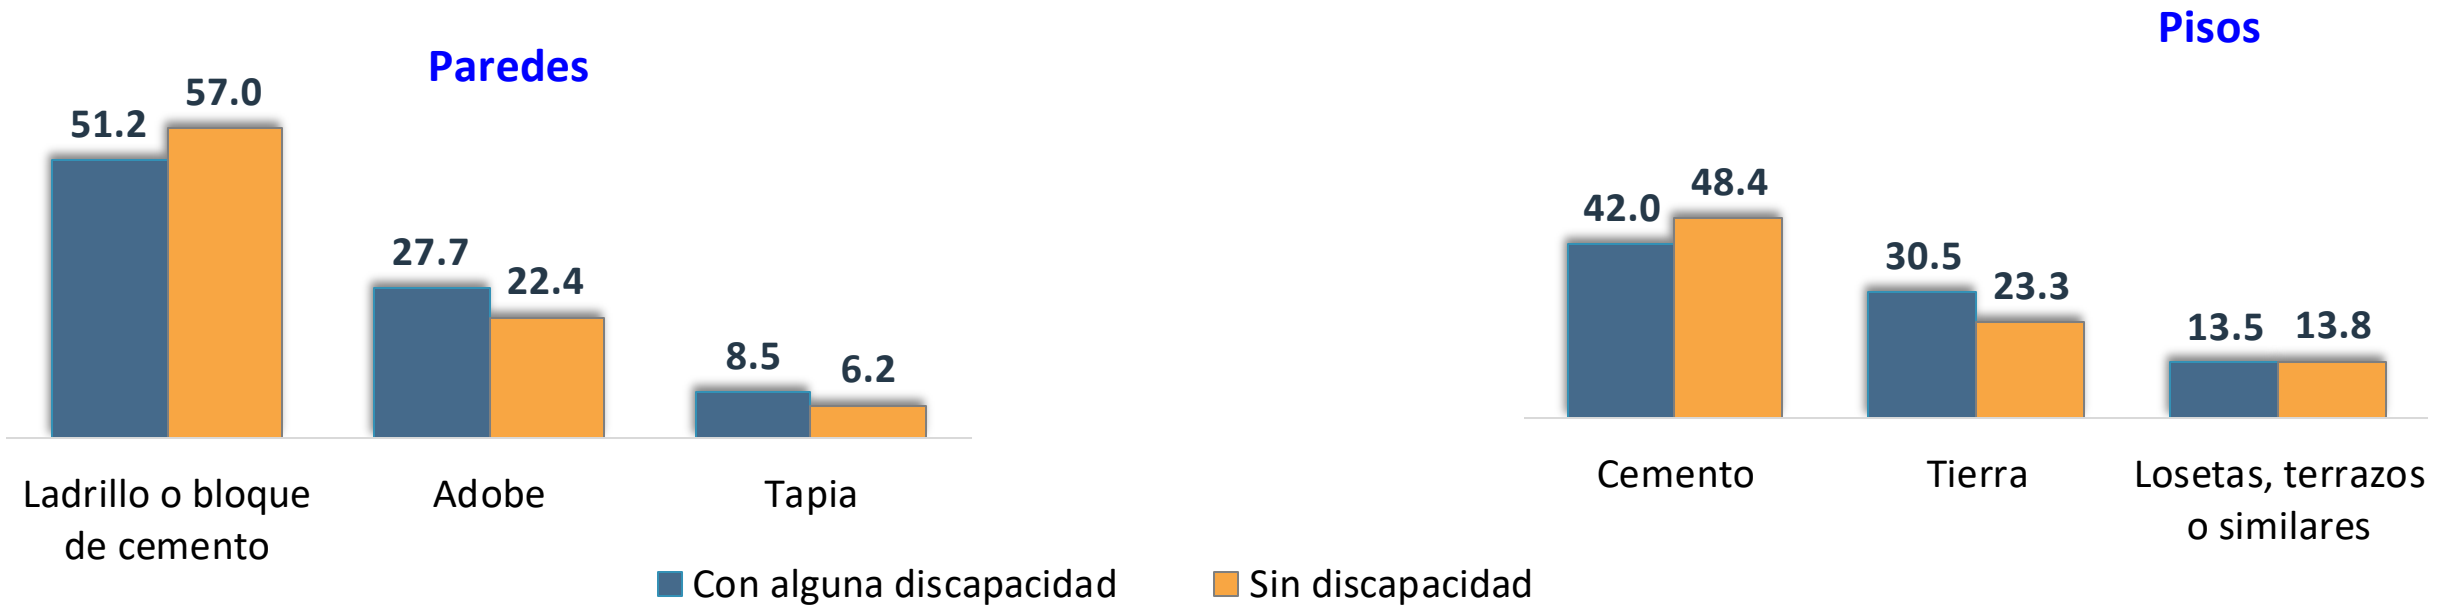 Paredes
51.2
57.0
27.7
22.4
8.5
6.2
Ladrillo o bloque
de cemento
Adobe
Tapia
Pisos
42.0
48.4
30.5
23.3
13.5
13.8
Cemento
Tierra
Losetas, terrazos
o similares
Con alguna discapacidad
Sin discapacidad